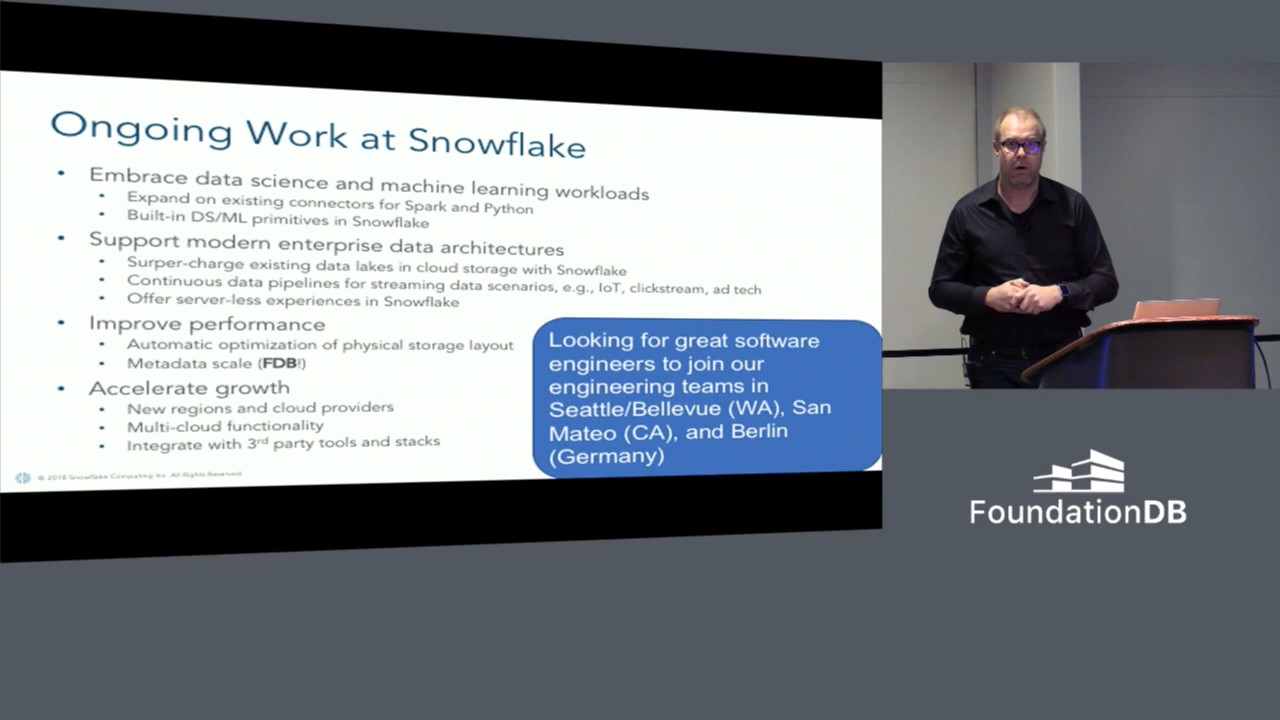 Ongoing Work at Snowflake
• Embrace data science and machine learning workloads
• Expand on existing connectors for Spark and Python
• Built-in DS/ML primitives in Snowflake
• Support modern enterprise data architectures
• Surper-charge existing data lakes in cloud storage with Snowflake
• Continuous data pipelines for streaming data scenarios, e.g., IoT, clickstream, ad tech
• Offer server-less experiences in Snowflake
• Improve performance
• Automatic optimization of physical storage layout
• Metadata scale (FDB!)
• Accelerate growth
• New regions and cloud providers
• Multi-cloud functionality
• Integrate with 3rd party tools and stacks
Looking for great software
engineers to join our
engineering teams in
Seattle/Bellevue (WA), San
Mateo (CA), and Berlin
(Germany)
© 2018 Snowflake Computing Inc. All Rights Reserved
FoundationDB